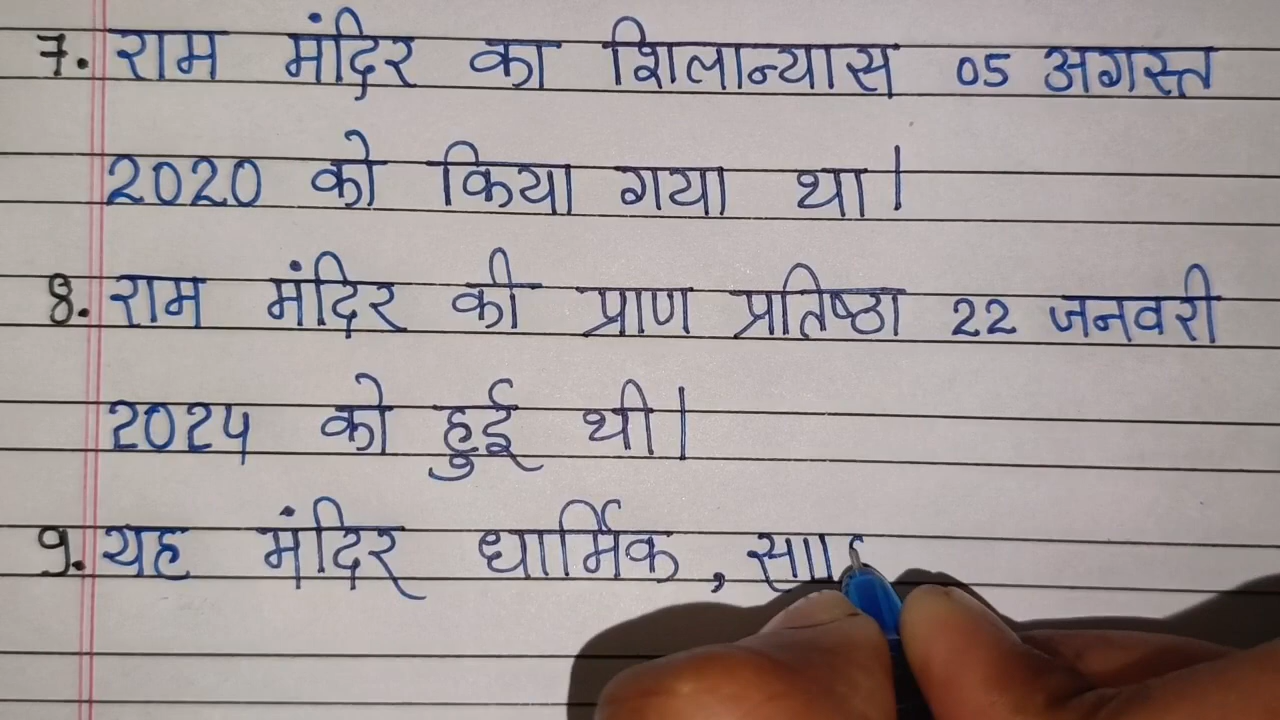 7. राम मंदिर का शिलान्यास 05 अगस्त
2020 को किया गया था।
8. राम मंदिर की प्राण प्रतिष्ठा 22 जनवरी
2024 को हुई थी।
9. यह मंदिर धार्मिक,